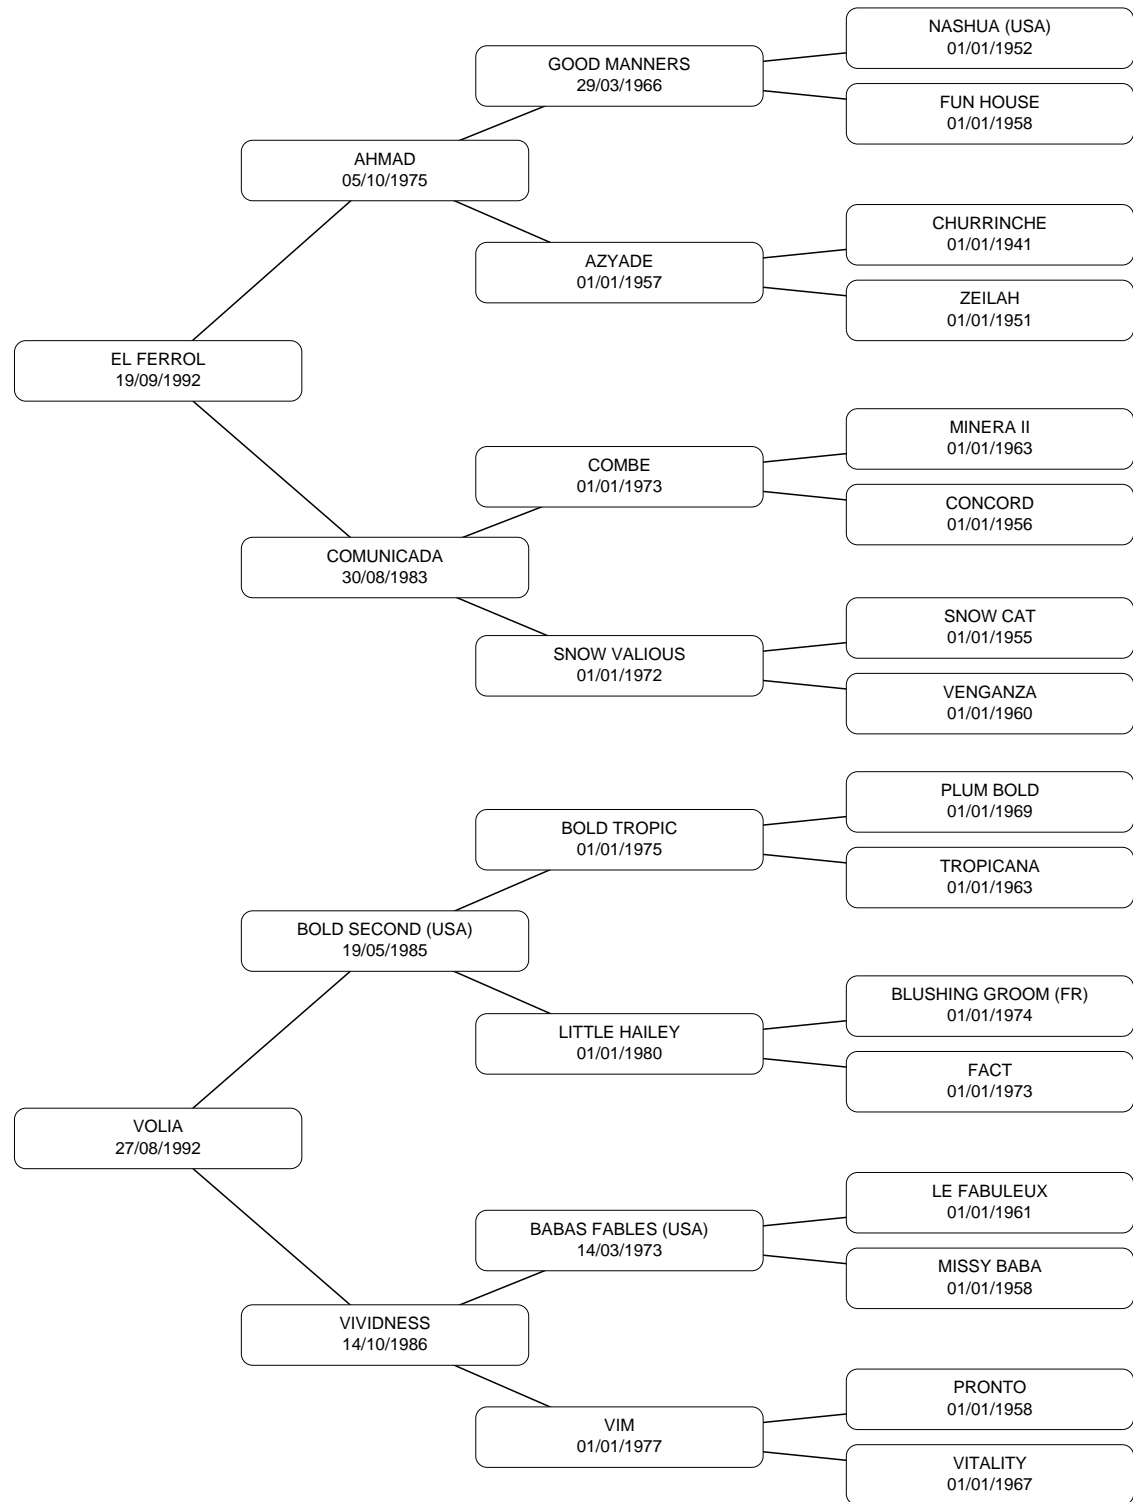 NASHUA (USA)
01/01/1952
GOOD MANNERS
29/03/1966
FUN HOUSE
01/01/1958
AHMAD
05/10/1975
CHURRINCHE
01/01/1941
AZYADE
01/01/1957
ZEILAH
01/01/1951
EL FERROL
19/09/1992
MINERA II
01/01/1963
COMBE
01/01/1973
CONCORD
01/01/1956
COMUNICADA
30/08/1983
SNOW CAT
01/01/1955
SNOW VALIOUS
01/01/1972
VENGANZA
01/01/1960
PLUM BOLD
01/01/1969
BOLD TROPIC
01/01/1975
TROPICANA
01/01/1963
BOLD SECOND (USA)
19/05/1985
BLUSHING GROOM (FR)
01/01/1974
LITTLE HAILEY
01/01/1980
FACT
01/01/1973
VOLIA
27/08/1992
LE FABULEUX
01/01/1961
BABAS FABLES (USA)
14/03/1973
MISSY BABA
01/01/1958
VIVIDNESS
14/10/1986
PRONTO
01/01/1958
VIM
01/01/1977
VITALITY
01/01/1967